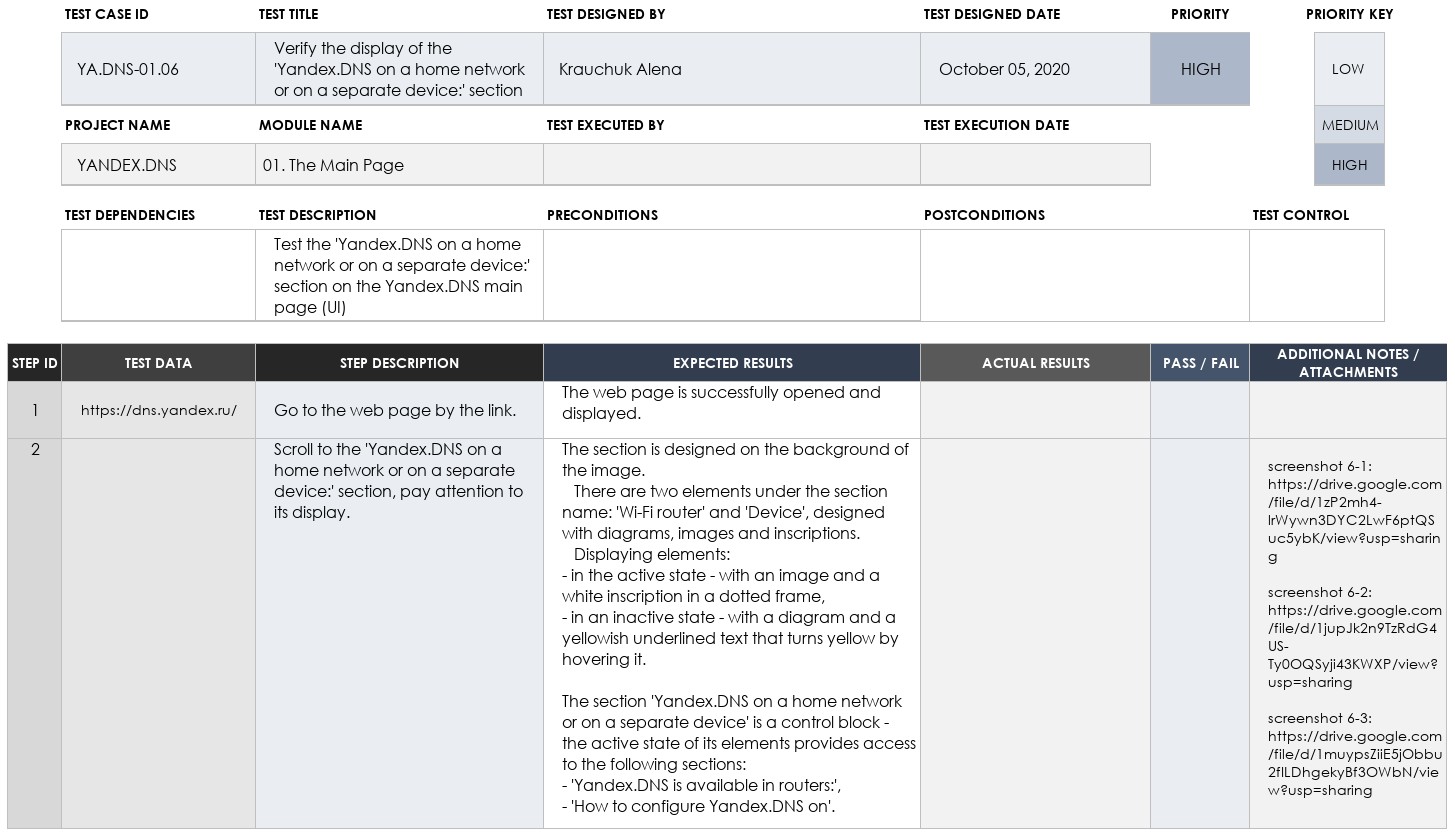 TEST CASE ID TEST TITLE TEST DESIGNED BY TEST DESIGNED DATE PRIORITY PRIORITY KEY
YA.DNS-01.06
Verify the display of the
'Yandex.DNS on a home network
or on a separate device:' section
Krauchuk Alena
October 05, 2020
HIGH
LOW
PROJECT NAME MODULE NAME TEST EXECUTED BY TEST EXECUTION DATE
MEDIUM
YANDEX.DNS
01. The Main Page
HIGH
TEST DEPENDENCIES TEST DESCRIPTION PRECONDITIONS POSTCONDITIONS TEST CONTROL
Test the 'Yandex.DNS on a home
network or on a separate device:'
section on the Yandex.DNS main
page (UI)
STEP ID TEST DATA STEP DESCRIPTION EXPECTED RESULTS ACTUAL RESULTS PASS / FAIL
ADDITIONAL NOTES /
ATTACHMENTS
1
https://dns.yandex.ru/
Go to the web page by the link.
The web page is successfully opened and
displayed.
2
Scroll to the 'Yandex.DNS on a
home network or on a separate
device:' section, pay attention to
its display.
The section is designed on the background of
the image.
There are two elements under the section
name: 'Wi-Fi router' and 'Device', designed
with diagrams, images and inscriptions.
Displaying elements:
- in the active state - with an image and a
white inscription in a dotted frame,
- in an inactive state - with a diagram and a
yellowish underlined text that turns yellow by
hovering it.
The section 'Yandex.DNS on a home network
or on a separate device' is a control block -
the active state of its elements provides access
to the following sections:
- 'Yandex.DNS is available in routers:',
- 'How to configure Yandex.DNS on'.
screenshot 6-1:
https://drive.google.com
/file/d/1zP2mh4-
IrWywn3DYC2LwF6ptQS
uc5ybK/view?usp=sharin
g
screenshot 6-2:
https://drive.google.com
/file/d/1jupJk2n9TzRdG4
US-
Ty0OQSyji43KWXP/view?
usp=sharing
screenshot 6-3:
https://drive.google.com
/file/d/1muypsZiiE5jObbu
2fILDhgekyBf3OWbN/vie
w?usp=sharing